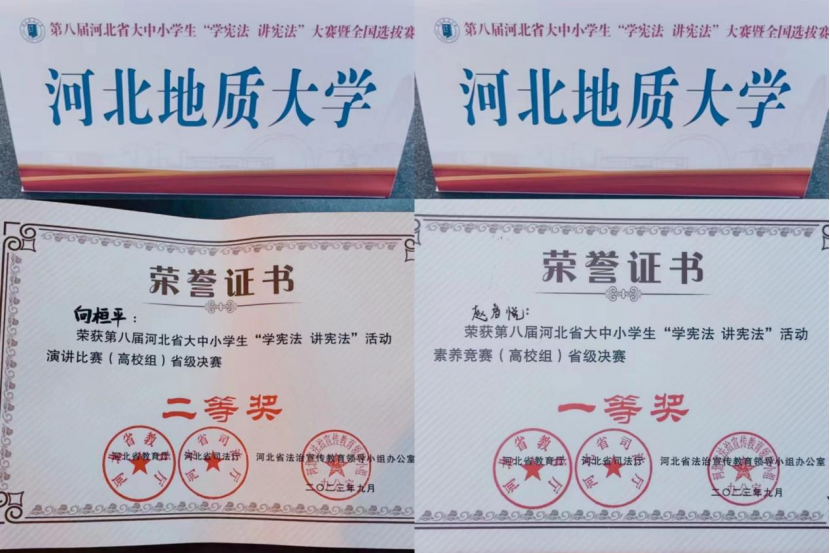 第八届河北省大中小学生“学宪法 讲宪法”大赛暨全国选拔赛
河北地质大学
第八届河北省大中小学生“学宪法 讲宪法”大赛暨全国选拔赛
河北地质大学
荣誉证书
向桓平：
荣获第八届河北省大中小学生“学宪法 讲宪法”活动
演讲比赛（高校组）省级决赛
二等奖
河北省教育厅 河北省司法厅 河北省法治宣传教育领导小组办公室
二〇二三年九月
荣誉证书
荣获第八届河北省大中小学生“学宪法 讲宪法”活动
素养竞赛（高校组）省级决赛
一等奖
河北省教育厅 河北省司法厅 河北省法治宣传教育领导小组办公室
二〇二三年九月